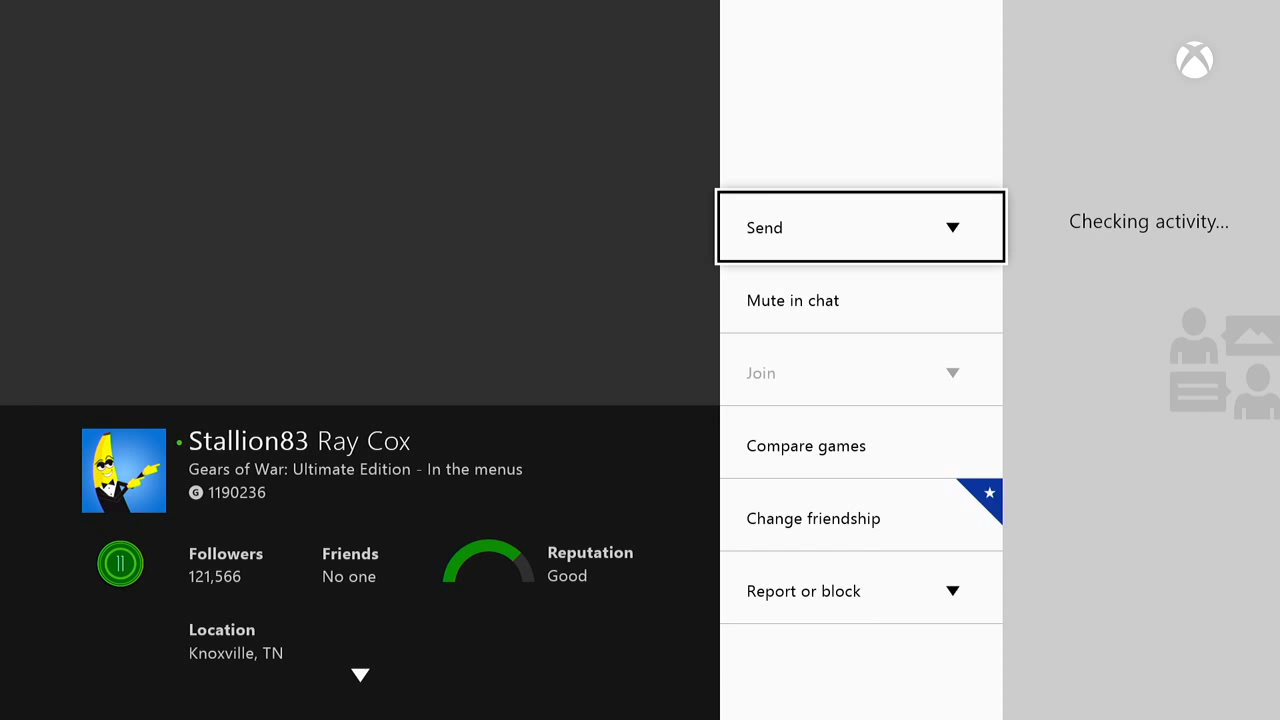 Send
Mute in chat
Join
Compare games
Change friendship
Report or block
Checking activity...
Stallion83 Ray Cox
Gears of War: Ultimate Edition - In the menus
G 1190236
11
Followers
121,566
Friends
No one
Reputation
Good
Location
Knoxville, TN